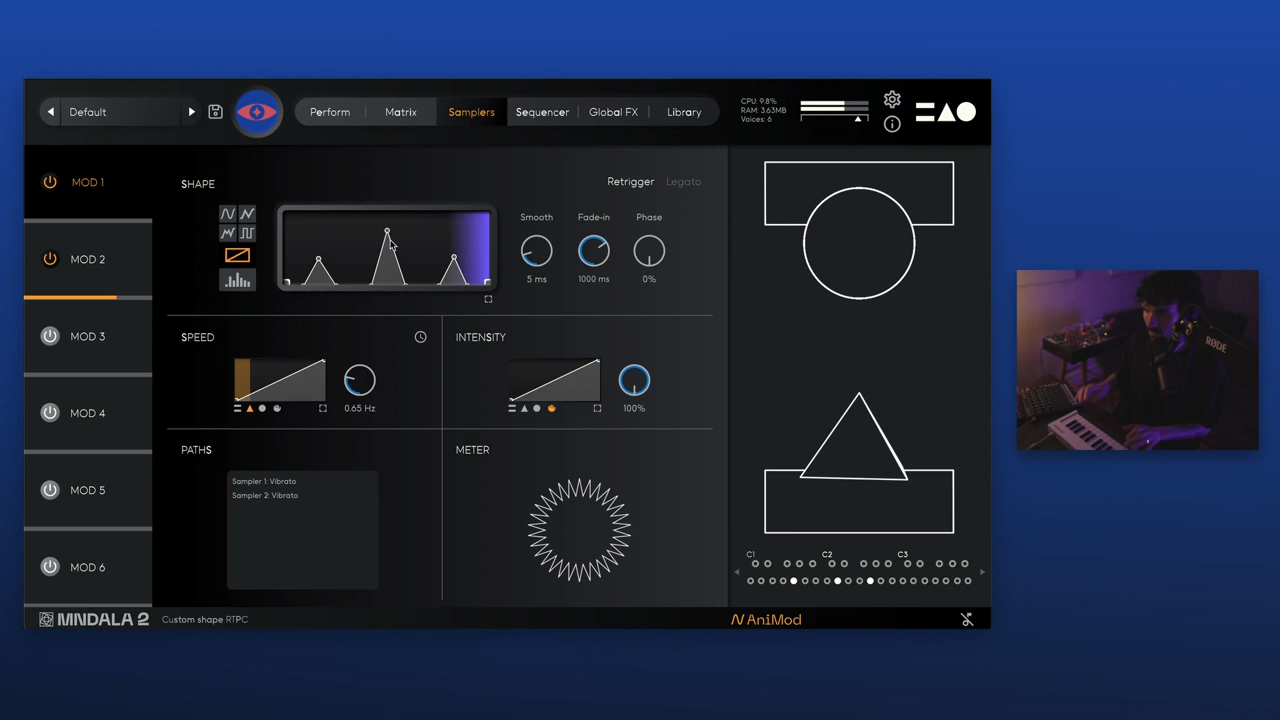 Default
Perform
Matrix
Samplers
Sequencer
Global FX
Library
CPU: 9.8%
RAM: 3.63MB
Voices: 6
MOD 1
MOD 2
MOD 3
MOD 4
MOD 5
MOD 6
SHAPE
Retrigger Legato
Smooth
Fade-in
Phase
5 ms
1000 ms
0%
SPEED
0.65 Hz
INTENSITY
100%
PATHS
Sampler 1: Vibrato
Sampler 2: Vibrato
METER
C1
C2
C3
MNDALA 2
Custom shape RTPC
AniMod
RØDE